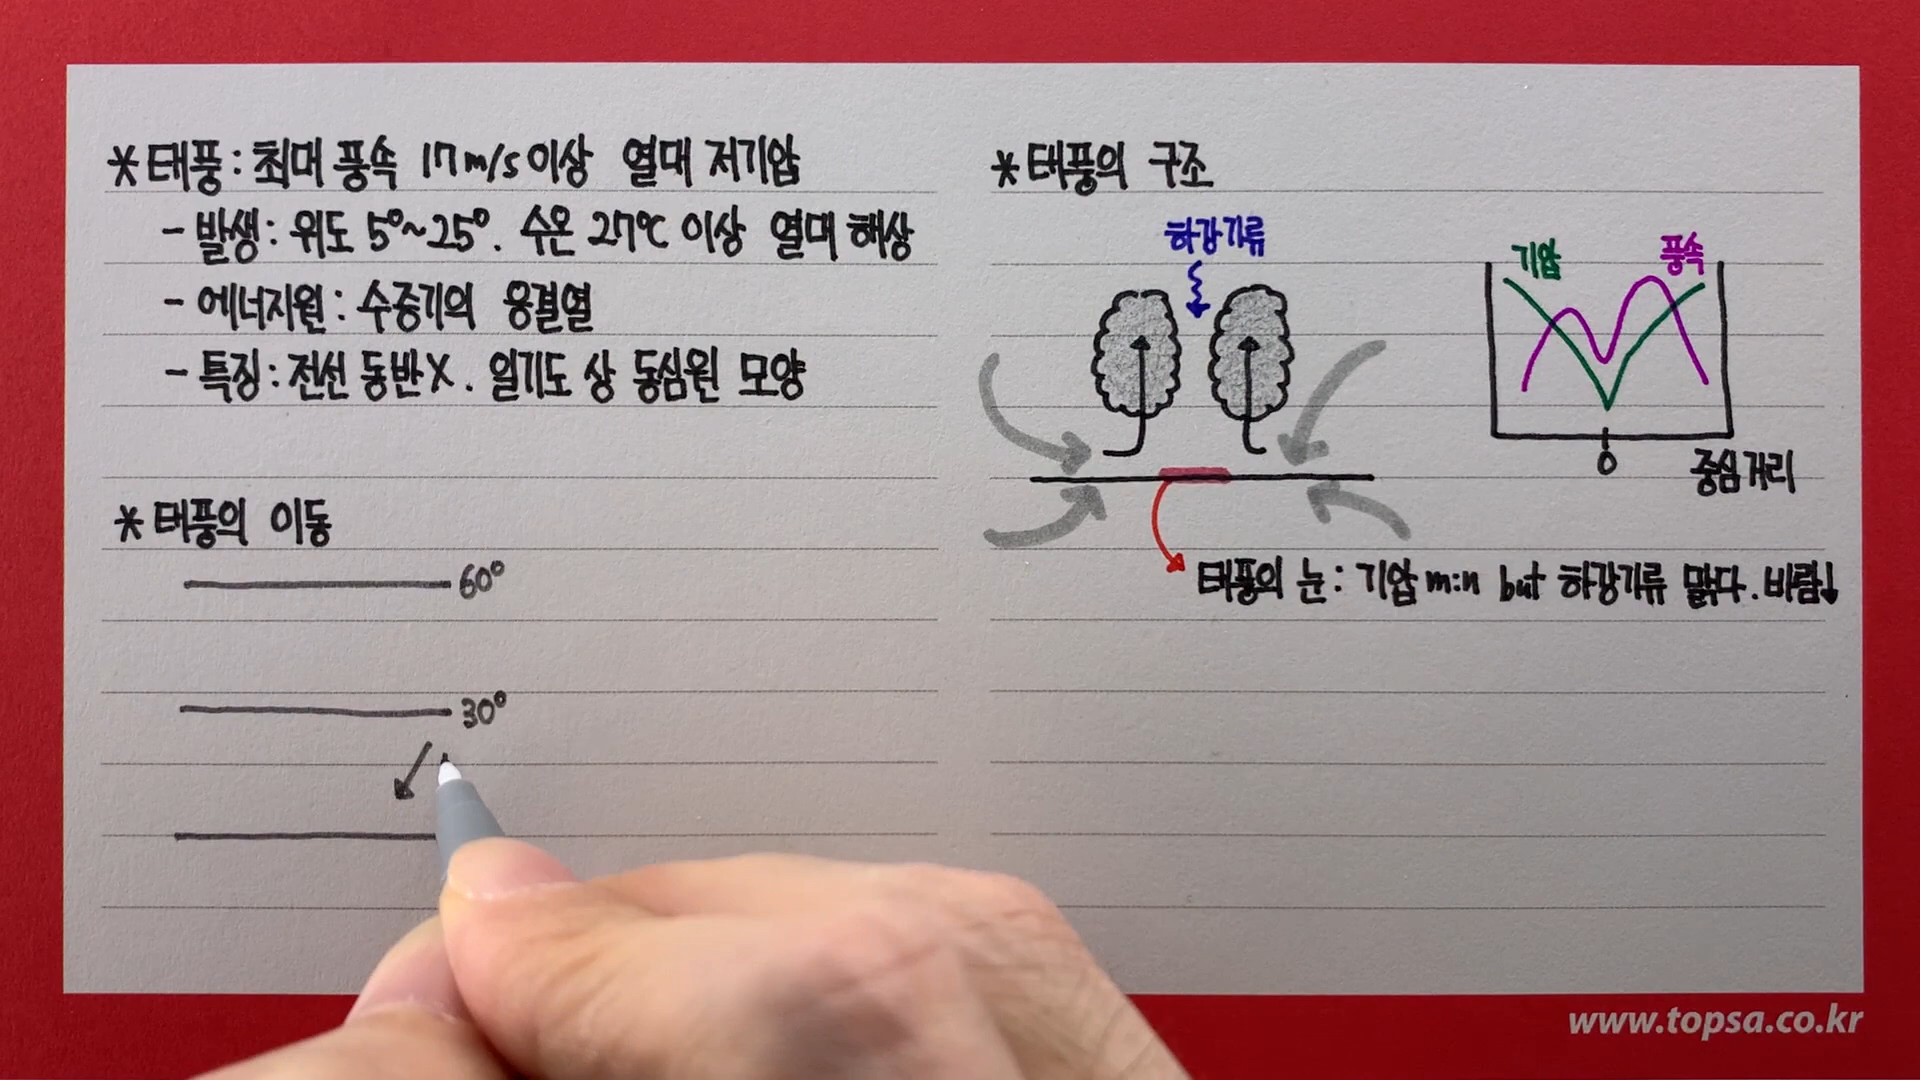 * 태풍 : 최대 풍속 17m/s 이상 열대 저기압
- 발생 : 위도 5°~25°. 수온 27℃ 이상 열대 해상
- 에너지원 : 수증기의 응결열
- 특징 : 전선 동반X. 일기도 상 동심원 모양
* 태풍의 이동
60°
30°
* 태풍의 구조
하강기류
기압
풍속
0
중심거리
태풍의 눈 : 기압 min but 하강기류 맑다. 바람↓
www.topsa.co.kr